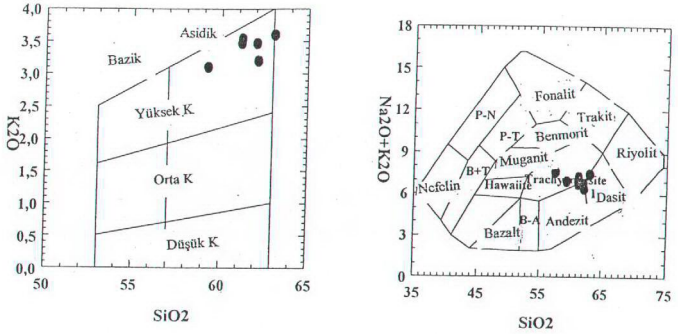 4,0
3,5
3,0
2,5
2,0
1,5
1,0
0,5
0,0
K2O
50
55
60
65
SiO2
Bazik
Asidik
Yüksek K
Orta K
Düşük K
18
15
12
9
6
3
0
Na2O+K2O
35
45
55
65
75
SiO2
Fonalit
P-N
Trakit
P-T
Benmorit
Riyolit
Muganit
B+T
Nefelin
Hawaiite
Dasit
B-A
Bazalt
Andezit